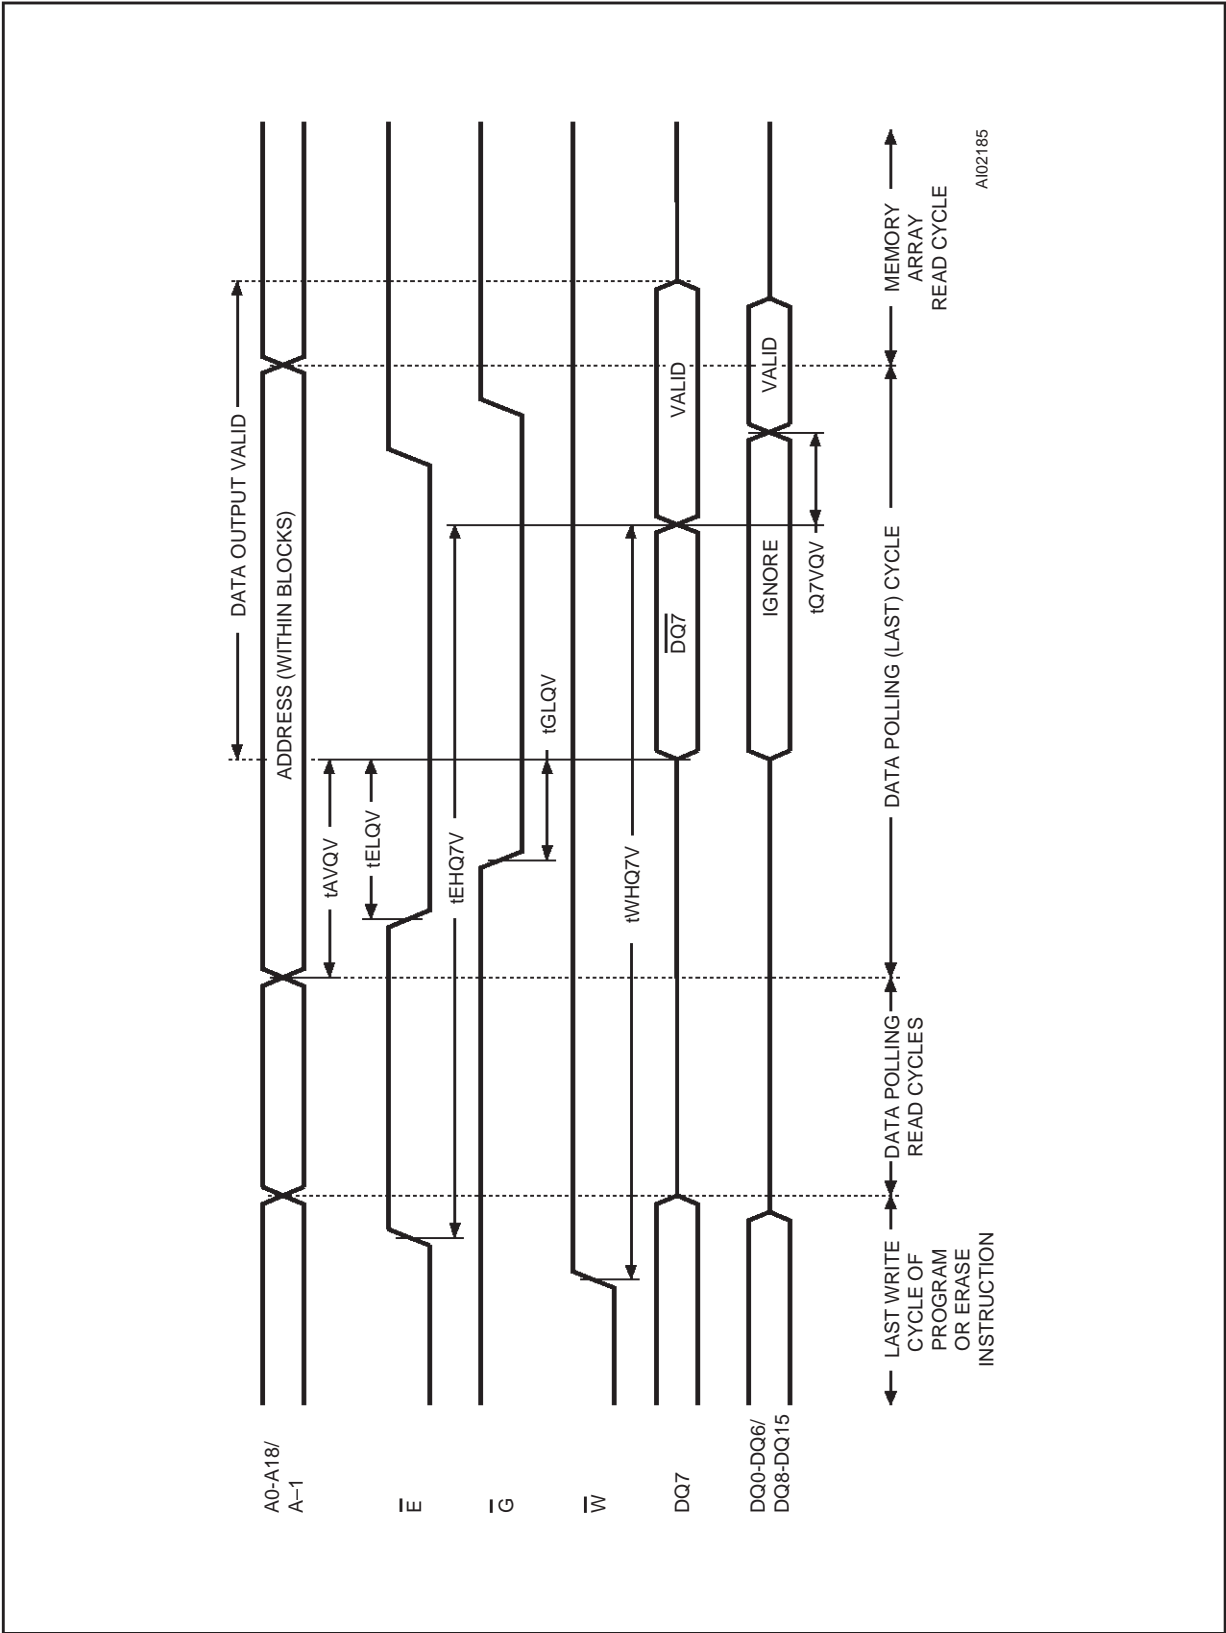 DATA OUTPUT VALID
A0-A18/
A–1
ADDRESS (WITHIN BLOCKS)
tAVQV
tELQV
E̅
tEHQ7V
G̅
tGLQV
W̅
tWHQ7V
DQ7
D̅Q̅7̅
VALID
DQ0-DQ6/
DQ8-DQ15
IGNORE
VALID
tQ7VQV
LAST WRITE
CYCLE OF
PROGRAM
OR ERASE
INSTRUCTION
DATA POLLING
READ CYCLES
DATA POLLING (LAST) CYCLE
MEMORY
ARRAY
READ CYCLE
AI02185